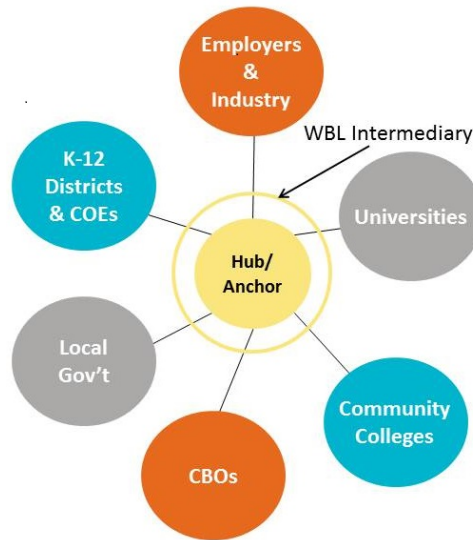 Employers
&
Industry
WBL Intermediary
K-12
Districts
& COEs
Universities
Hub/
Anchor
Local
Gov’t
Community
Colleges
CBOs